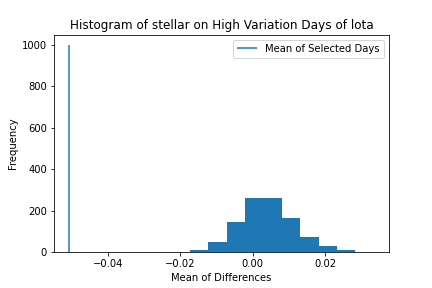 Histogram of stellar on High Variation Days of lota
Mean of Selected Days
1000
800
600
400
200
0
Frequency
−0.04
−0.02
0.00
0.02
Mean of Differences